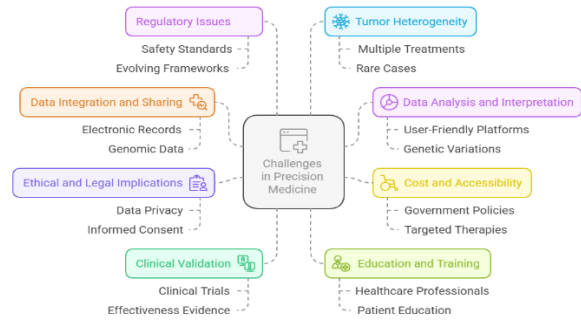 Regulatory Issues
Safety Standards
Evolving Frameworks
Data Integration and Sharing
Electronic Records
Genomic Data
Ethical and Legal Implications
Data Privacy
Informed Consent
Clinical Validation
Clinical Trials
Effectiveness Evidence
Challenges
in Precision
Medicine
Tumor Heterogeneity
Multiple Treatments
Rare Cases
Data Analysis and Interpretation
User-Friendly Platforms
Genetic Variations
Cost and Accessibility
Government Policies
Targeted Therapies
Education and Training
Healthcare Professionals
Patient Education